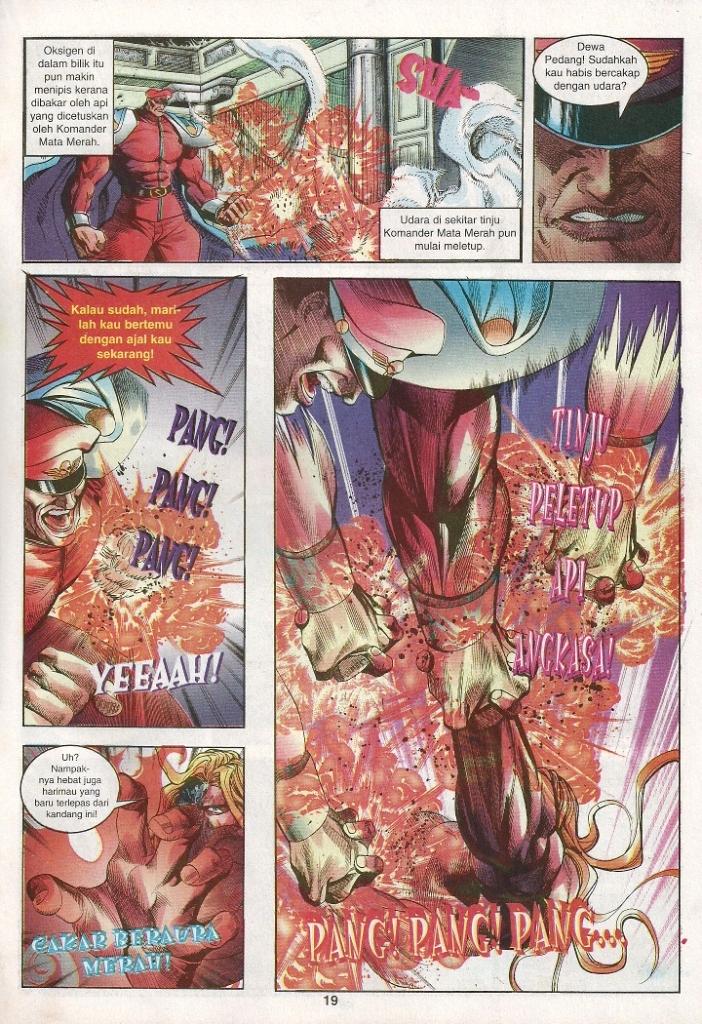 Oksigen di
dalam bilik itu
pun makin
menipis kerana
dibakar oleh api
yang dicetuskan
oleh Komander
Mata Merah.
SHA-
Udara di sekitar tinju
Komander Mata Merah pun
mulai meletup.
Dewa
Pedang! Sudahkah
kau habis bercakap
dengan udara?
Kalau sudah, mari-
lah kau bertemu
dengan ajal kau
sekarang!
PANG!
PANG!
PANG!
YEEAAH!
TINJU
PELETUP
API
ANGKASA!
PANG! PANG! PANG...
Uh?
Nampak-
nya hebat juga
harimau yang
baru terlepas dari
kandang ini!
CAKAR BERAURA
MERAH!
19